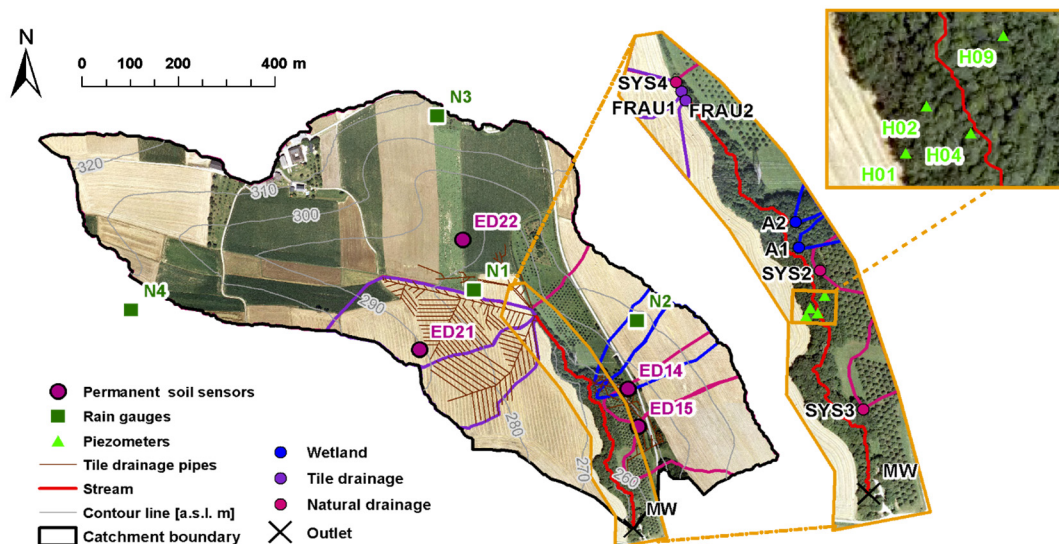 N
0 100 200 400 m
N3
320
310
300
ED22
N1
N4
290
N2
ED21
ED14
ED15
280
270
260
MW
SYS4
FRAU1
FRAU2
A2
A1
SYS2
SYS3
MW
H09
H02
H04
H01
Permanent soil sensors
Rain gauges
Piezometers
Tile drainage pipes
Stream
Contour line [a.s.l. m]
Catchment boundary
Wetland
Tile drainage
Natural drainage
Outlet